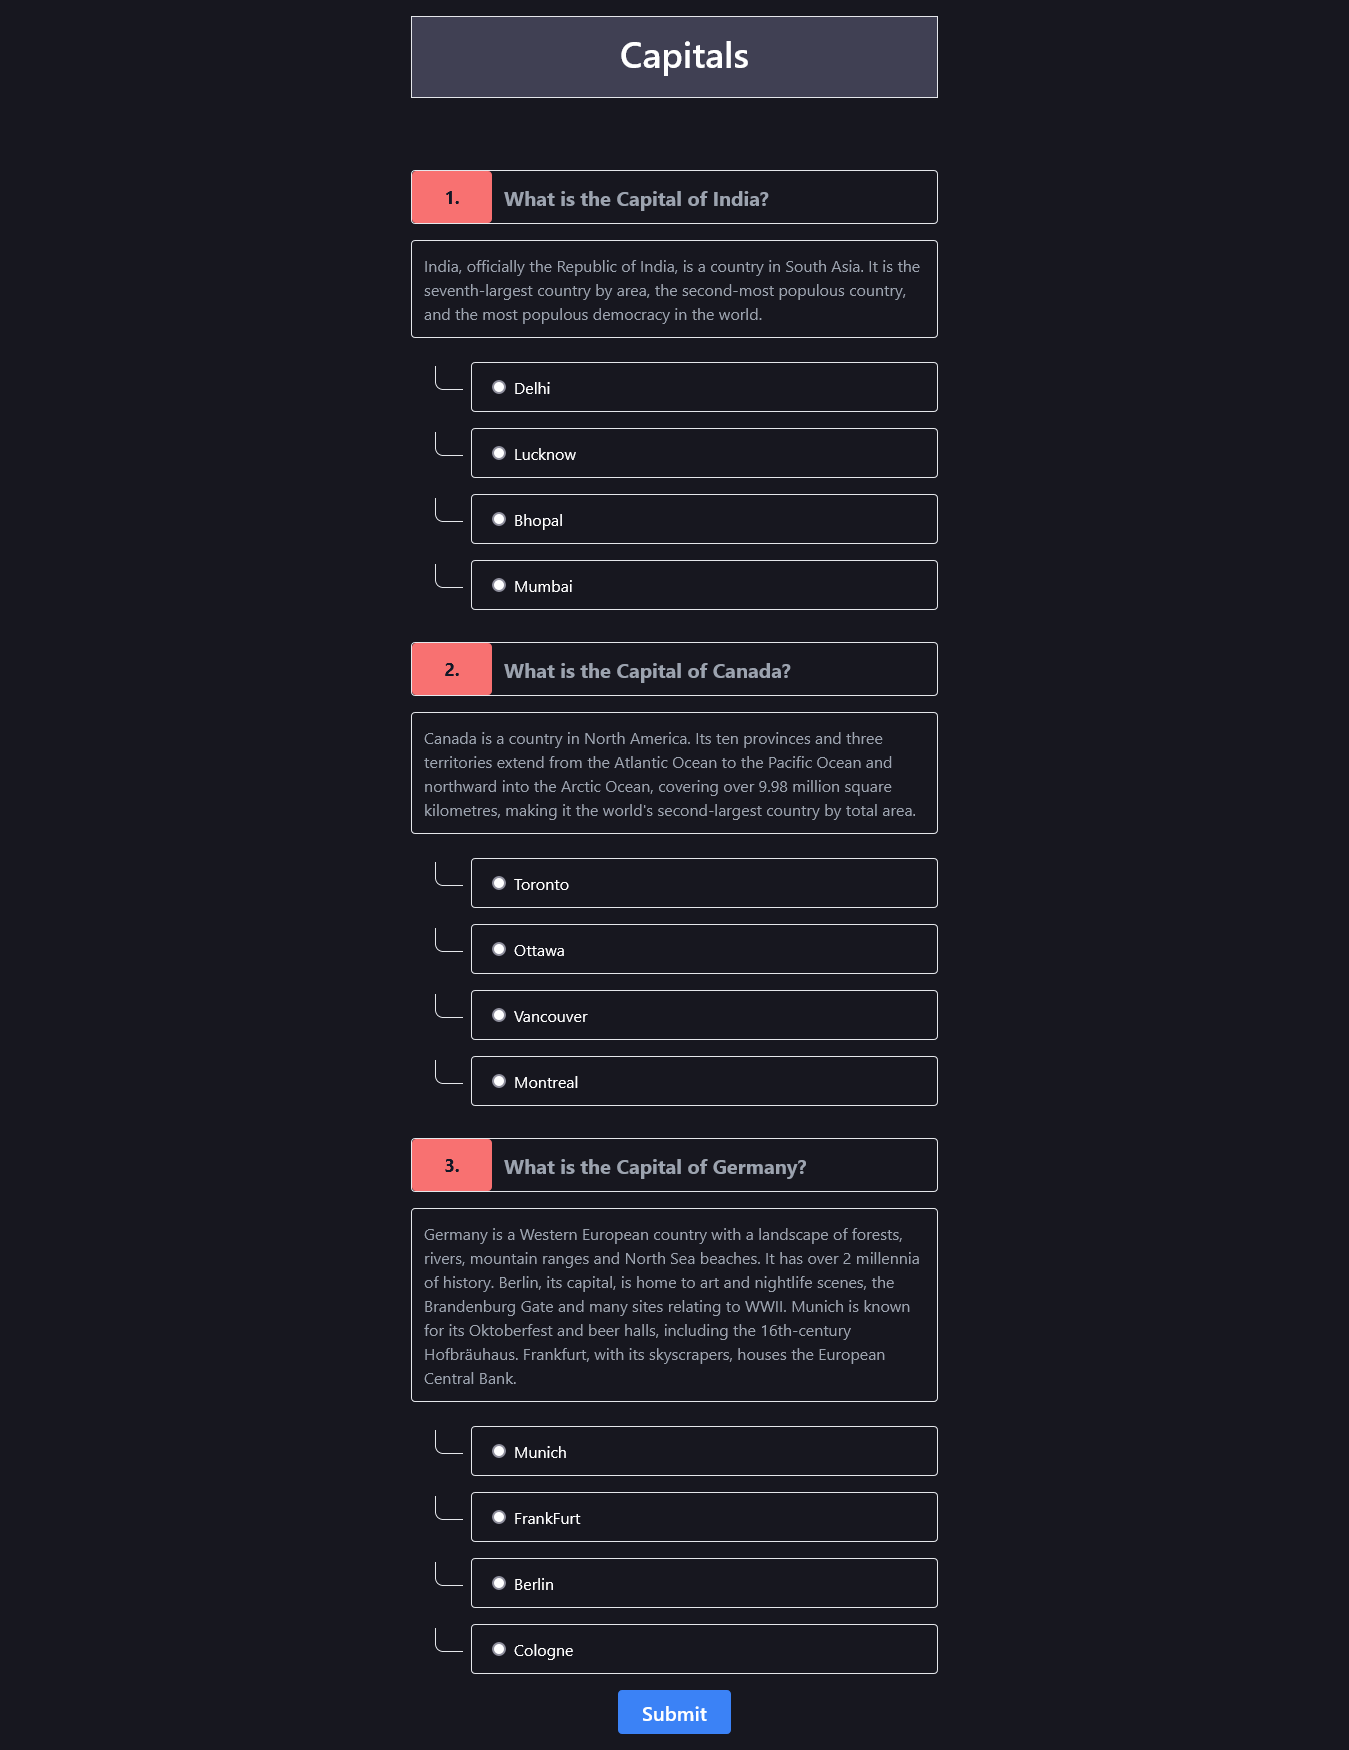 Capitals
1. What is the Capital of India?
India, officially the Republic of India, is a country in South Asia. It is the
seventh-largest country by area, the second-most populous country,
and the most populous democracy in the world.
Delhi
Lucknow
Bhopal
Mumbai
2. What is the Capital of Canada?
Canada is a country in North America. Its ten provinces and three
territories extend from the Atlantic Ocean to the Pacific Ocean and
northward into the Arctic Ocean, covering over 9.98 million square
kilometres, making it the world's second-largest country by total area.
Toronto
Ottawa
Vancouver
Montreal
3. What is the Capital of Germany?
Germany is a Western European country with a landscape of forests,
rivers, mountain ranges and North Sea beaches. It has over 2 millennia
of history. Berlin, its capital, is home to art and nightlife scenes, the
Brandenburg Gate and many sites relating to WWII. Munich is known
for its Oktoberfest and beer halls, including the 16th-century
Hofbräuhaus. Frankfurt, with its skyscrapers, houses the European
Central Bank.
Munich
FrankFurt
Berlin
Cologne
Submit